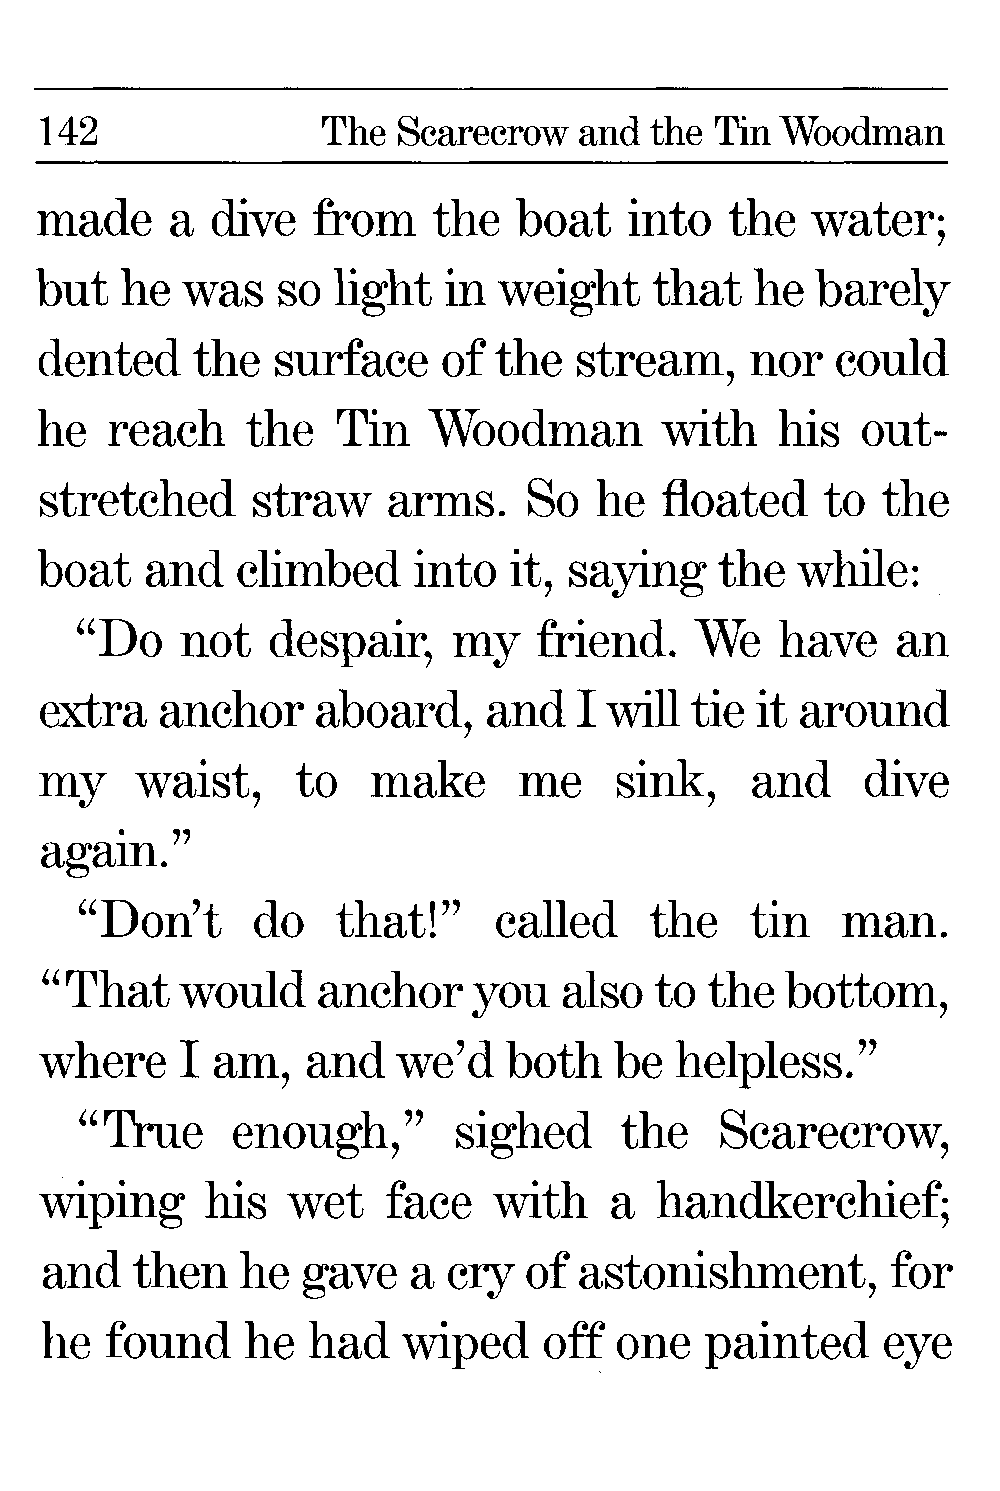 142 The Scarecrow and the Tin Woodman
made a dive from the boat into the water;
but he was so light in weight that he barely
dented the surface of the stream, nor could
he reach the Tin Woodman with his out-
stretched straw arms. So he floated to the
boat and climbed into it, saying the while:
“Do not despair, my friend. We have an
extra anchor aboard, and I will tie it around
my waist, to make me sink, and dive
again.”
“Don’t do that!” called the tin man.
“That would anchor you also to the bottom,
where I am, and we’d both be helpless.”
“True enough,” sighed the Scarecrow,
wiping his wet face with a handkerchief;
and then he gave a cry of astonishment, for
he found he had wiped off one painted eye